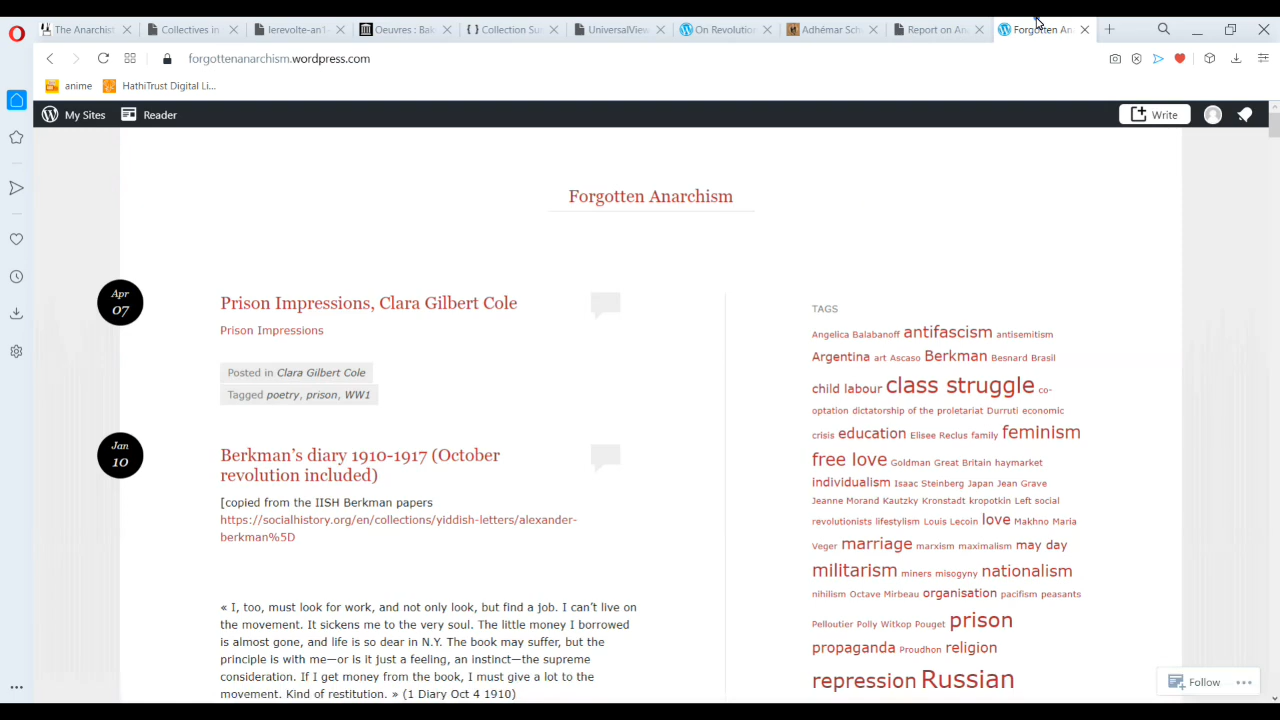 The Anarchist
Collectives in
lerevolte-an1-
Oeuvres : Bak
Collection Su
UniversalView
On Revolution
Adhémar Sch
Report on An
Forgotten An
forgottenanarchism.wordpress.com
anime
HathiTrust Digital Li...
My Sites
Reader
Write
Forgotten Anarchism
Apr
07
Prison Impressions, Clara Gilbert Cole
Prison Impressions
Posted in Clara Gilbert Cole
Tagged poetry, prison, WW1
Jan
10
Berkman's diary 1910-1917 (October
revolution included)
[copied from the IISH Berkman papers
https://socialhistory.org/en/collections/yiddish-letters/alexander-
berkman%5D
« I, too, must look for work, and not only look, but find a job. I can't live on
the movement. It sickens me to the very soul. The little money I borrowed
is almost gone, and life is so dear in N.Y. The book may suffer, but the
principle is with me—or is it just a feeling, an instinct—the supreme
consideration. If I get money from the book, I must give a lot to the
movement. Kind of restitution. » (1 Diary Oct 4 1910)
TAGS
Angelica Balabanoff antifascism antisemitism
Argentina art Ascaso Berkman Besnard Brasil
child labour class struggle co-
optation dictatorship of the proletariat Durruti economic
crisis education Elisee Reclus family feminism
free love Goldman Great Britain haymarket
individualism Isaac Steinberg Japan Jean Grave
Jeanne Morand Kautzky Kronstadt kropotkin Left social
revolutionists lifestylism Louis Lecoin love Makhno Maria
Veger marriage marxism maximalism may day
militarism miners misogyny nationalism
nihilism Octave Mirbeau organisation pacifism peasants
Pelloutier Polly Witkop Pouget prison
propaganda Proudhon religion
repression Russian
Follow